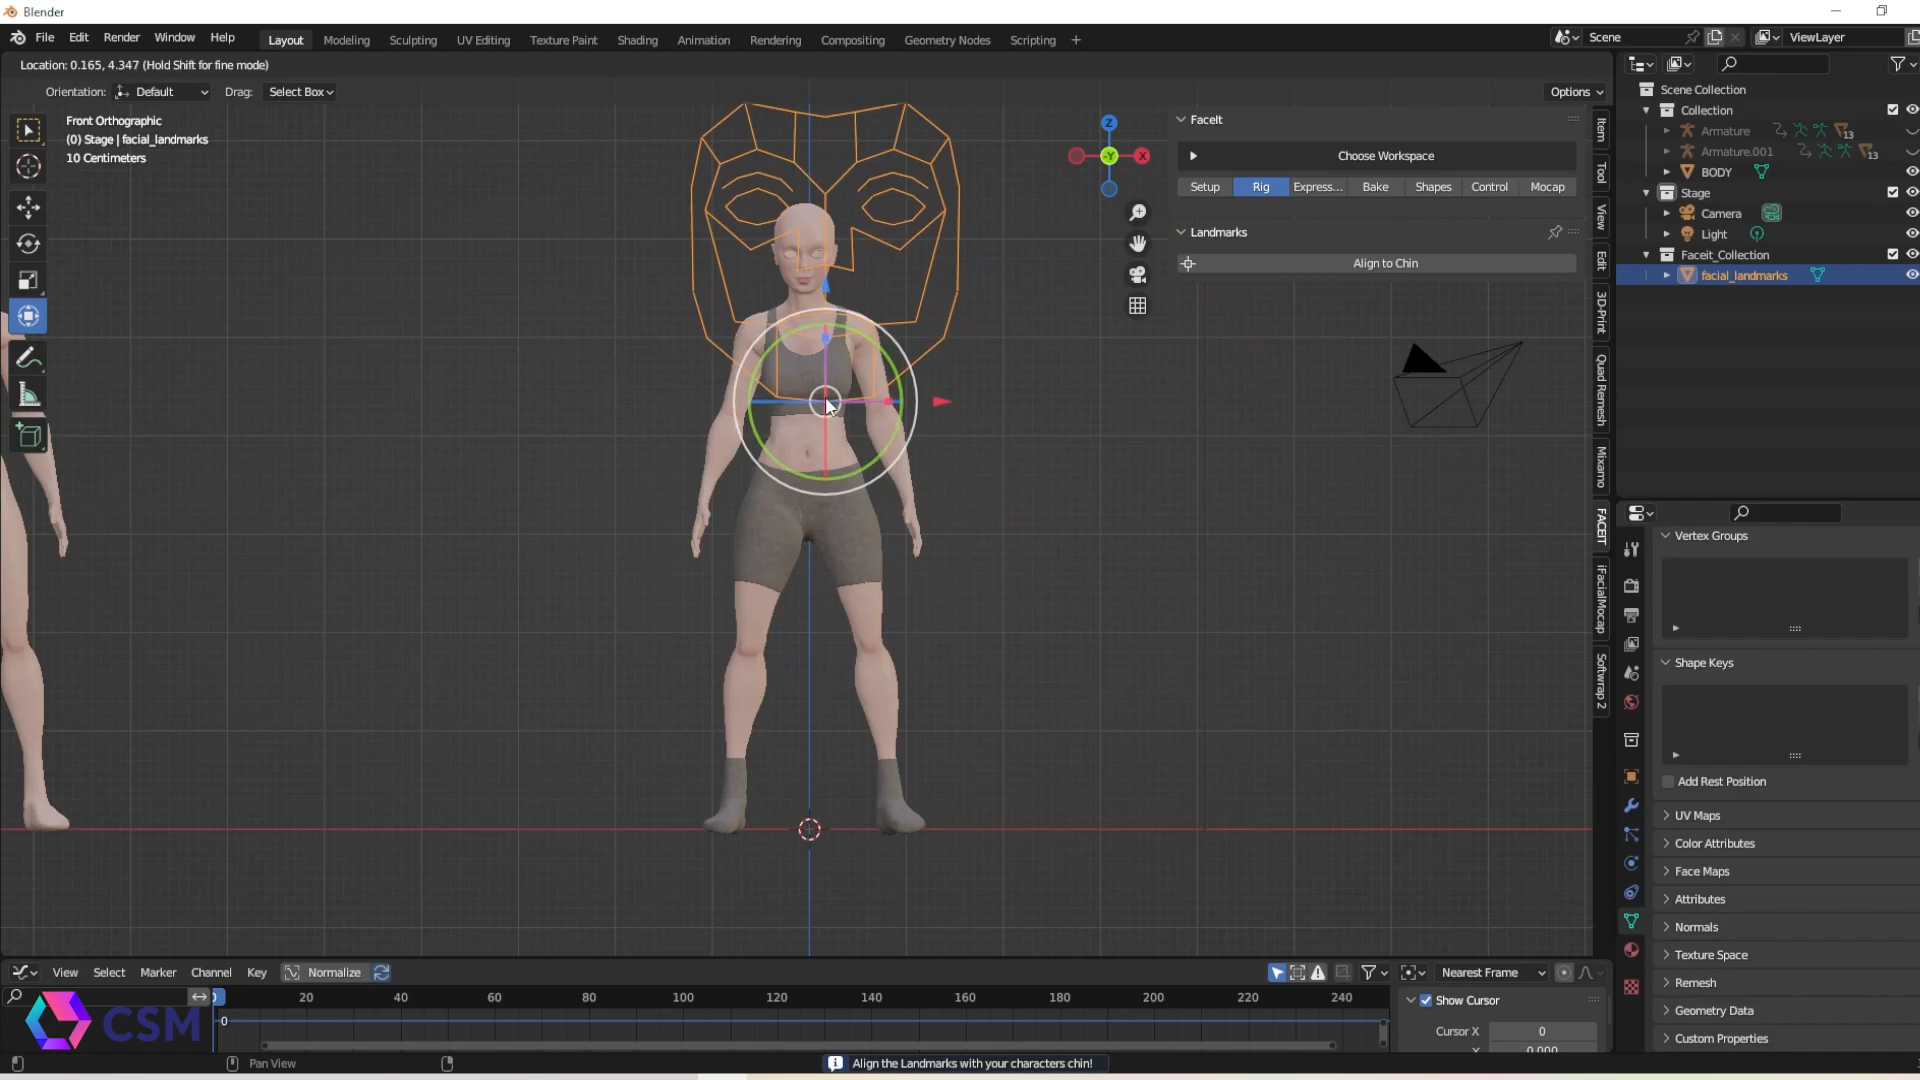 Blender
File Edit Render Window Help
Layout Modeling Sculpting UV Editing Texture Paint Shading Animation Rendering Compositing Geometry Nodes Scripting +
Scene
ViewLayer
Location: 0.165, 4.347 (Hold Shift for fine mode)
Orientation: Default Drag: Select Box
Options
Front Orthographic
(0) Stage | facial_landmarks
10 Centimeters
Z
-Y
X
FaceIt
Choose Workspace
Setup Rig Express... Bake Shapes Control Mocap
Landmarks
Align to Chin
Item
Tool
View
Edit
3D-Print
Quad Remesh
Mixamo
FACEIT
iFacialMocap
Softwrap 2
Scene Collection
Collection
Armature 13
Armature.001 13
BODY
Stage
Camera
Light
Faceit_Collection
facial_landmarks
Vertex Groups
Shape Keys
Add Rest Position
UV Maps
Color Attributes
Face Maps
Attributes
Normals
Texture Space
Remesh
Geometry Data
Custom Properties
View Select Marker Channel Key Normalize
Nearest Frame
20 40 60 80 100 120 140 160 180 200 220 240
0
Show Cursor
Cursor X 0
Y 0.000
CSM
Pan View
Align the Landmarks with your characters chin!